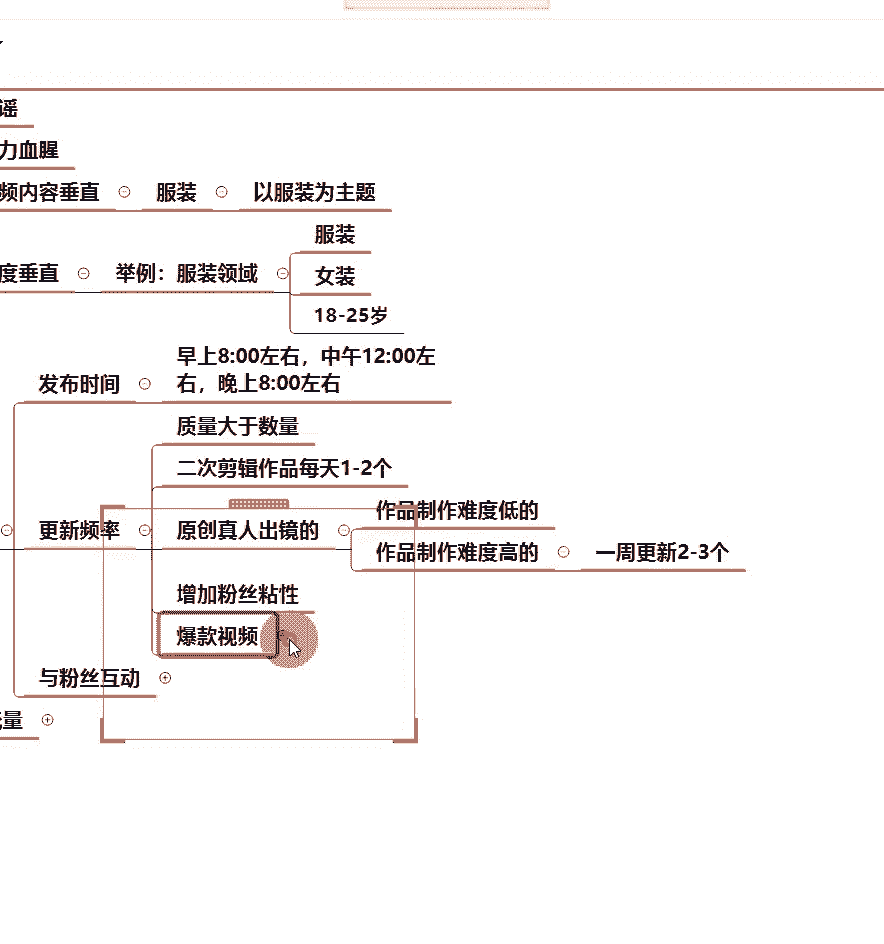 谣
力血腥
频内容垂直
服装
以服装为主题
服装
度垂直
举例：服装领域
女装
18-25岁
早上8:00左右，中午12:00左
右，晚上8:00左右
发布时间
质量大于数量
二次剪辑作品每天1-2个
作品制作难度低的
更新频率
原创真人出镜的
作品制作难度高的
一周更新2-3个
增加粉丝粘性
爆款视频
与粉丝互动
量